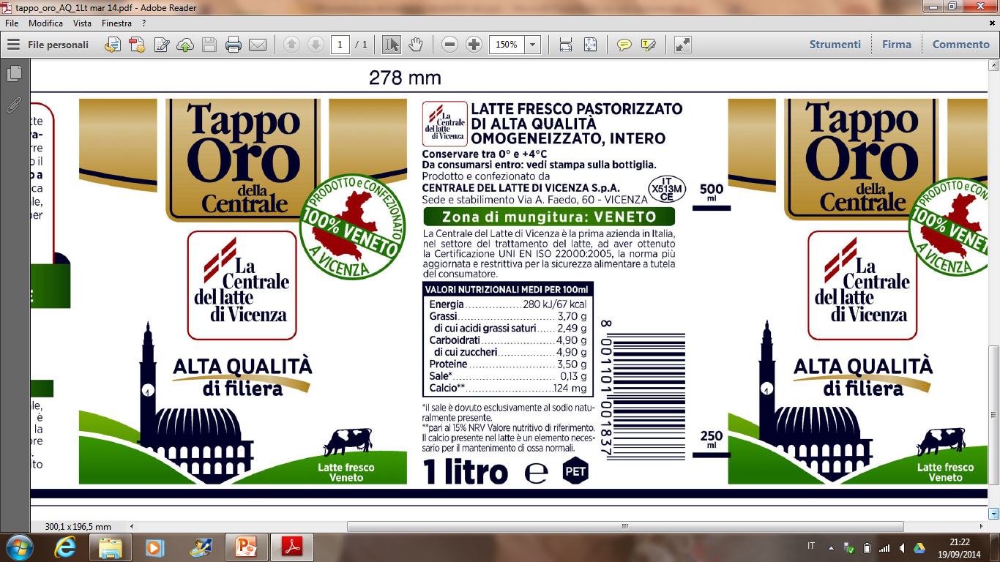 tappo_oro_AQ_1Lt mar 14.pdf - Adobe Reader
File Modifica Vista Finestra ?
File personali
1 / 1
150%
Strumenti Firma Commento
278 mm
tte
va-
rre
o il
o a
ca
le,
per
E
le,
è
la
ore
.
ito
Tappo
Oro
della
Centrale
PRODOTTO e CONFEZIONATO
100% VENETO
A VICENZA
La
Centrale
del latte
di Vicenza
ALTA QUALITÀ
di filiera
Latte fresco
Veneto
La
Centrale
del latte
di Vicenza
LATTE FRESCO PASTORIZZATO
DI ALTA QUALITÀ
OMOGENEIZZATO, INTERO
Conservare tra 0° e +4°C
Da consumarsi entro: vedi stampa sulla bottiglia.
Prodotto e confezionato da
CENTRALE DEL LATTE DI VICENZA S.p.A.
Sede e stabilimento Via A. Faedo, 60 - VICENZA
IT
X513M
CE
Zona di mungitura: VENETO
La Centrale del Latte di Vicenza è la prima azienda in Italia,
nel settore del trattamento del latte, ad aver ottenuto
la Certificazione UNI EN ISO 22000:2005, la norma più
aggiornata e restrittiva per la sicurezza alimentare a tutela
del consumatore.
VALORI NUTRIZIONALI MEDI PER 100ml
Energia ................. 280 kJ/67 kcal
Grassi ............................. 3,70 g
di cui acidi grassi saturi ...... 2,49 g
Carboidrati ....................... 4,90 g
di cui zuccheri .................. 4,90 g
Proteine .......................... 3,50 g
Sale* ............................... 0,13 g
Calcio** ........................... 124 mg
*il sale è dovuto esclusivamente al sodio natu-
ralmente presente.
**pari al 15% NRV Valore nutritivo di riferimento.
Il calcio presente nel latte è un elemento neces-
sario per il mantenimento di ossa normali.
1 litro e PET
8 001101 001837
500
ml
250
ml
Tappo
Oro
della
Centrale
PRODOTTO e CON
100% VENET
A VICENZA
La
Centrale
del latte
di Vicenza
ALTA QUALITÀ
di filiera
Latte fresco
Veneto
300,1 x 196,5 mm
IT
21:22
19/09/2014